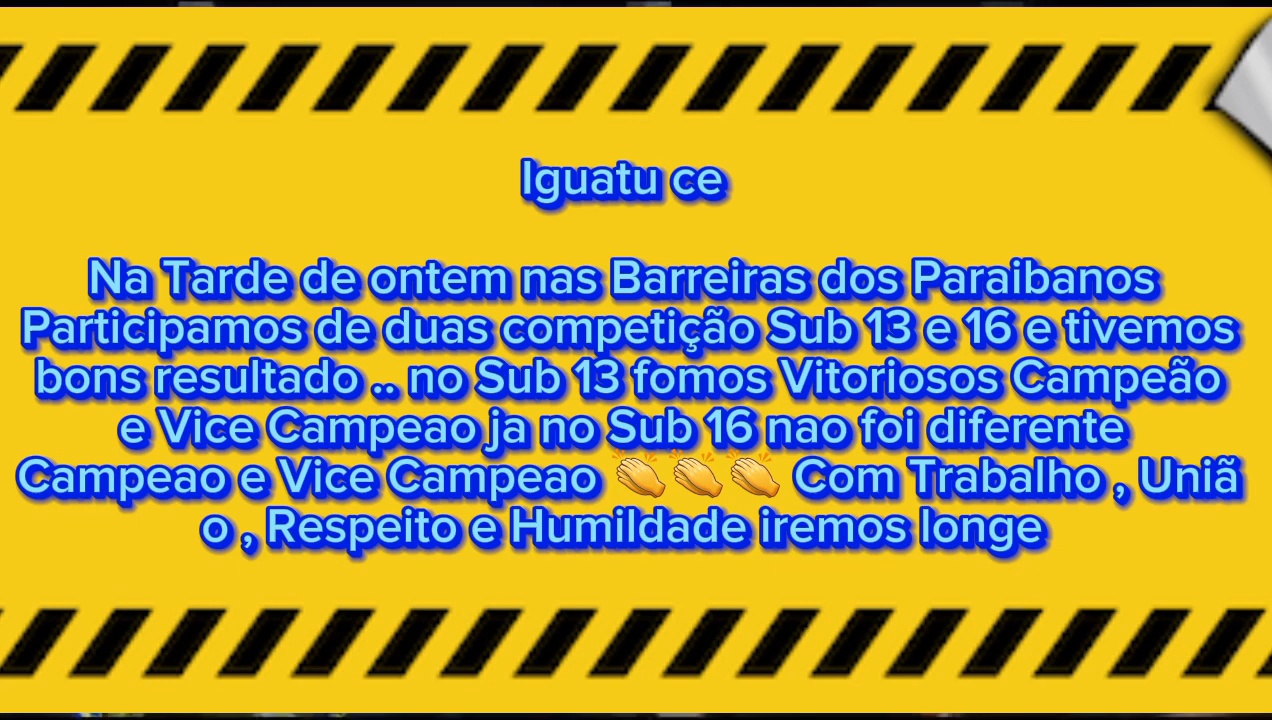 Iguatu ce
Na Tarde de ontem nas Barreiras dos Paraibanos
Participamos de duas competição Sub 13 e 16 e tivemos
bons resultado .. no Sub 13 fomos Vitoriosos Campeão
e Vice Campeao ja no Sub 16 nao foi diferente
Campeao e Vice Campeao 👏👏👏 Com Trabalho , Uniã
o , Respeito e Humildade iremos longe